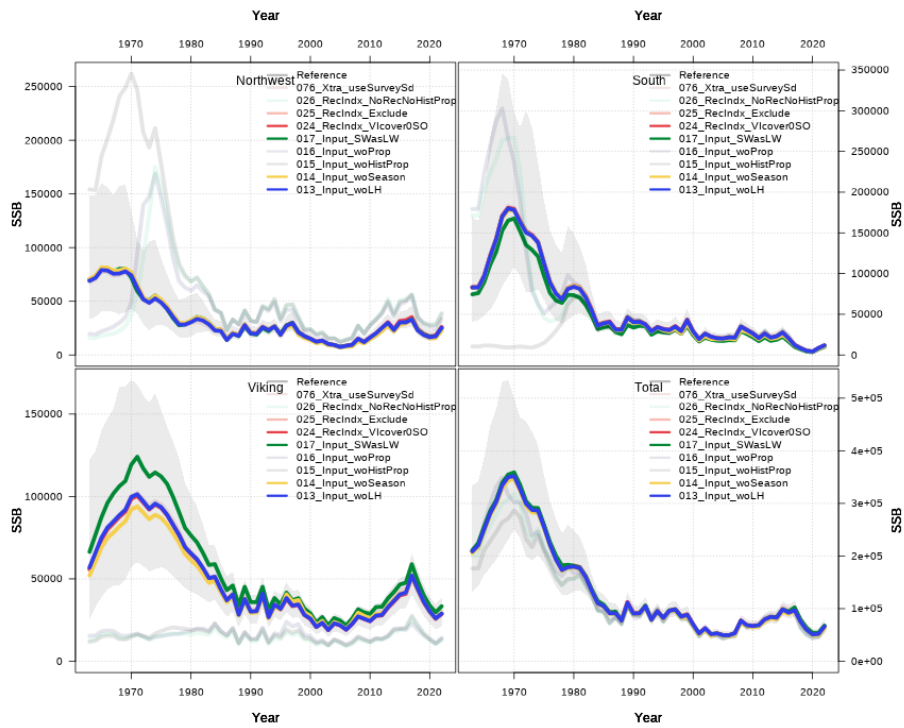 Year Year
1970 1980 1990 2000 2010 2020 1970 1980 1990 2000 2010 2020
Northwest
Reference
076_Xtra_useSurveySd
026_RecIndx_NoRecNoHistProp
025_RecIndx_Exclude
024_RecIndx_VIcover0SO
017_Input_SWasLW
016_Input_woProp
015_Input_woHistProp
014_Input_woSeason
013_Input_woLH
250000
200000
150000
100000
50000
0
SSB
South
Reference
076_Xtra_useSurveySd
026_RecIndx_NoRecNoHistProp
025_RecIndx_Exclude
024_RecIndx_VIcover0SO
017_Input_SWasLW
016_Input_woProp
015_Input_woHistProp
014_Input_woSeason
013_Input_woLH
350000
300000
250000
200000
150000
100000
50000
0
SSB
Viking
Reference
076_Xtra_useSurveySd
026_RecIndx_NoRecNoHistProp
025_RecIndx_Exclude
024_RecIndx_VIcover0SO
017_Input_SWasLW
016_Input_woProp
015_Input_woHistProp
014_Input_woSeason
013_Input_woLH
150000
100000
50000
0
SSB
Total
Reference
076_Xtra_useSurveySd
026_RecIndx_NoRecNoHistProp
025_RecIndx_Exclude
024_RecIndx_VIcover0SO
017_Input_SWasLW
016_Input_woProp
015_Input_woHistProp
014_Input_woSeason
013_Input_woLH
5e+05
4e+05
3e+05
2e+05
1e+05
0e+00
SSB
1970 1980 1990 2000 2010 2020 1970 1980 1990 2000 2010 2020
Year Year